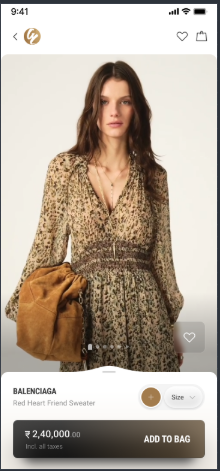 9:41
BALENCIAGA
Red Heart Friend Sweater
Size
₹ 2,40,000.00
Incl. all taxes
ADD TO BAG